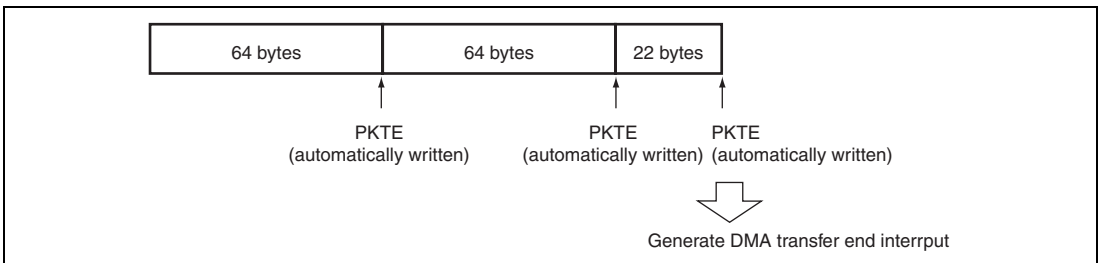 64 bytes 64 bytes 22 bytes
PKTE PKTE PKTE
(automatically written) (automatically written) (automatically written)
Generate DMA transfer end interrput